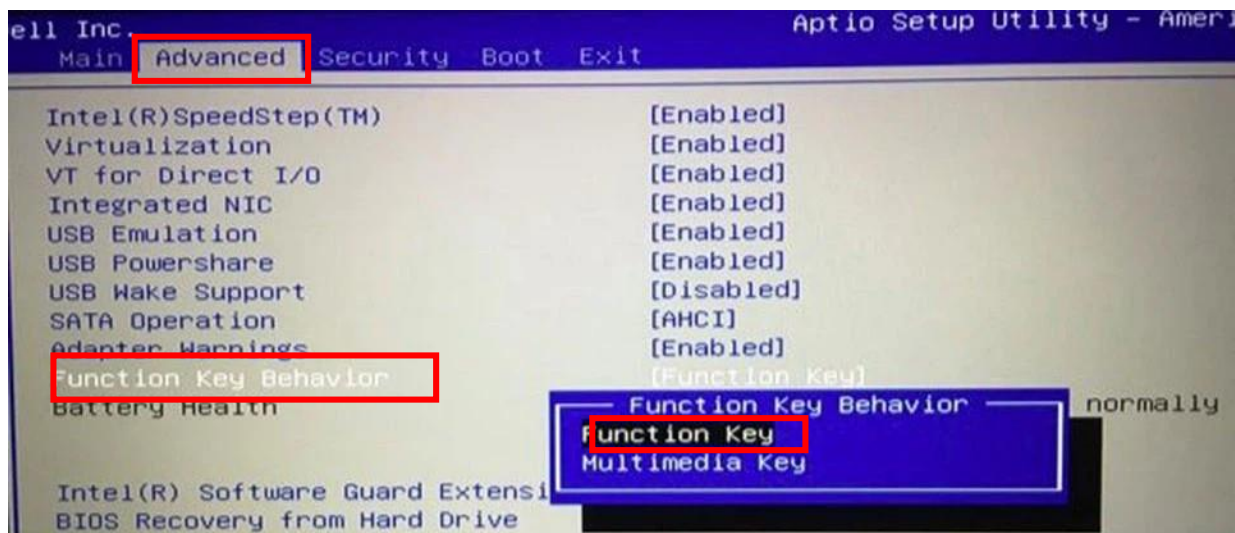 ell Inc. Aptio Setup Utility - Ameri
Main Advanced Security Boot Exit
Intel(R)SpeedStep(TM) [Enabled]
Virtualization [Enabled]
VT for Direct I/O [Enabled]
Integrated NIC [Enabled]
USB Emulation [Enabled]
USB Powershare [Enabled]
USB Wake Support [Disabled]
SATA Operation [AHCI]
Adapter Warnings [Enabled]
Function Key Behavior [Function Key]
Battery Health normally
Function Key Behavior
Function Key
Multimedia Key
Intel(R) Software Guard Extensi
BIOS Recovery from Hard Drive